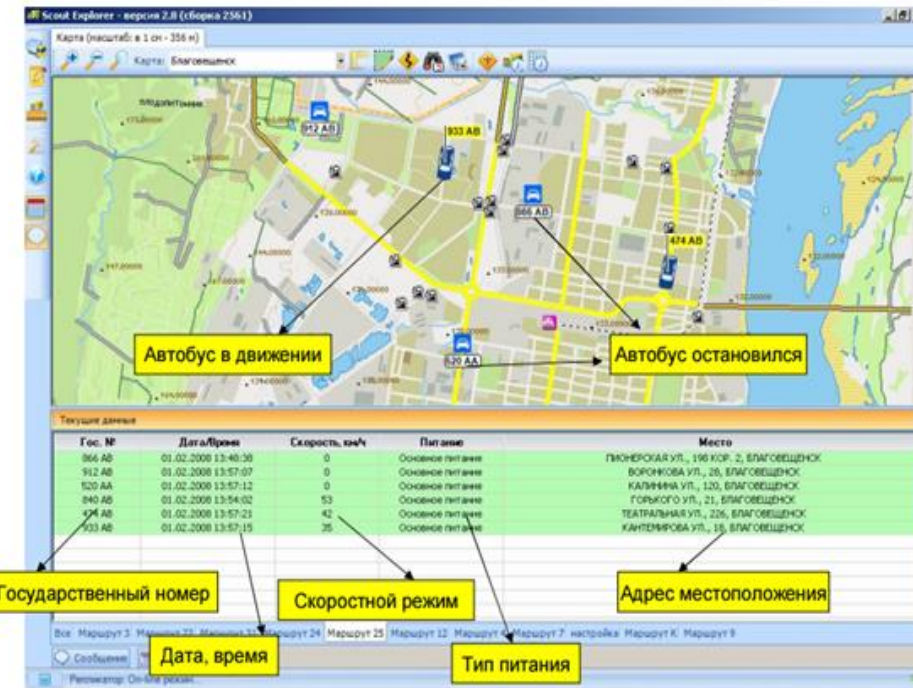 Scout Explorer - версия 2.8 (сборка 2561)
Карта (масштаб: в 1 см - 356 м)
Карта: Благовещенск
912 АВ
933 АВ
866 АВ
474 АВ
520 АА
Автобус в движении
Автобус остановился
Текущие данные
Гос. № Дата/Время Скорость, км/ч Питание Место
866 АВ 01.02.2008 13:48:38 0 Основное питание ПИОНЕРСКАЯ УЛ., 198 КОР. 2, БЛАГОВЕЩЕНСК
912 АВ 01.02.2008 13:57:07 0 Основное питание ВОРОНКОВА УЛ., 28, БЛАГОВЕЩЕНСК
520 АА 01.02.2008 13:57:12 0 Основное питание КАЛИНИНА УЛ., 120, БЛАГОВЕЩЕНСК
840 АВ 01.02.2008 13:54:02 53 Основное питание ГОРЬКОГО УЛ., 21, БЛАГОВЕЩЕНСК
474 АВ 01.02.2008 13:57:21 42 Основное питание ТЕАТРАЛЬНАЯ УЛ., 226, БЛАГОВЕЩЕНСК
933 АВ 01.02.2008 13:57:15 35 Основное питание КАНТЕМИРОВА УЛ., 18, БЛАГОВЕЩЕНСК
Государственный номер
Скоростной режим
Адрес местоположения
Все Маршрут 3 Маршрут 24 Маршрут 25 Маршрут 12 Маршрут Маршрут 7 настройка Маршрут К Маршрут 9
Дата, время
Тип питания
Сообщения
Репликатор: On-line режим...